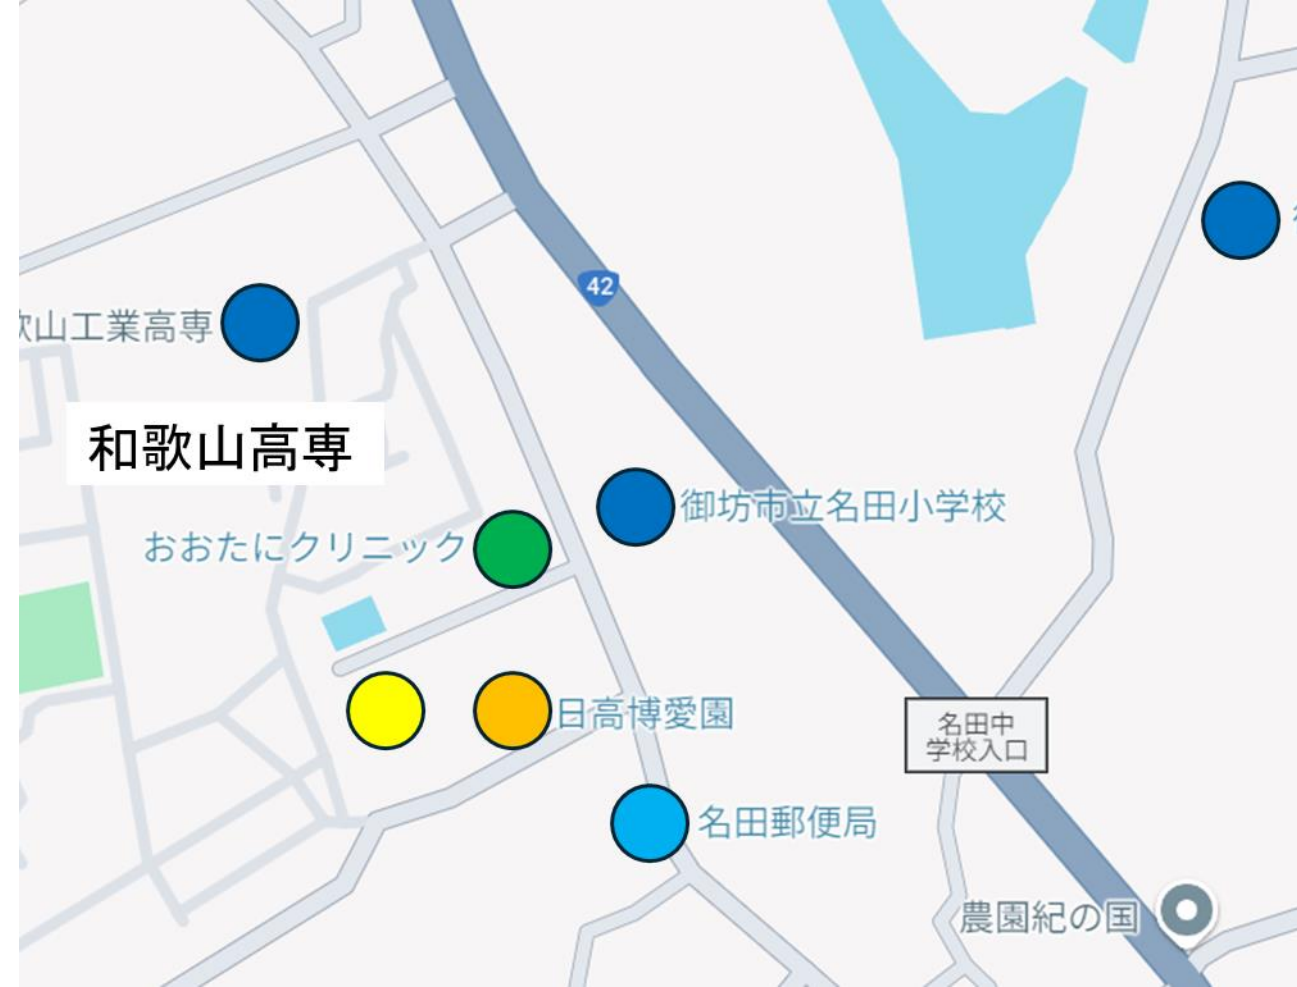 42
歌山工業高専
和歌山高専
御坊市立名田小学校
おおたにクリニック
日高博愛園
名田中
学校入口
名田郵便局
農園紀の国